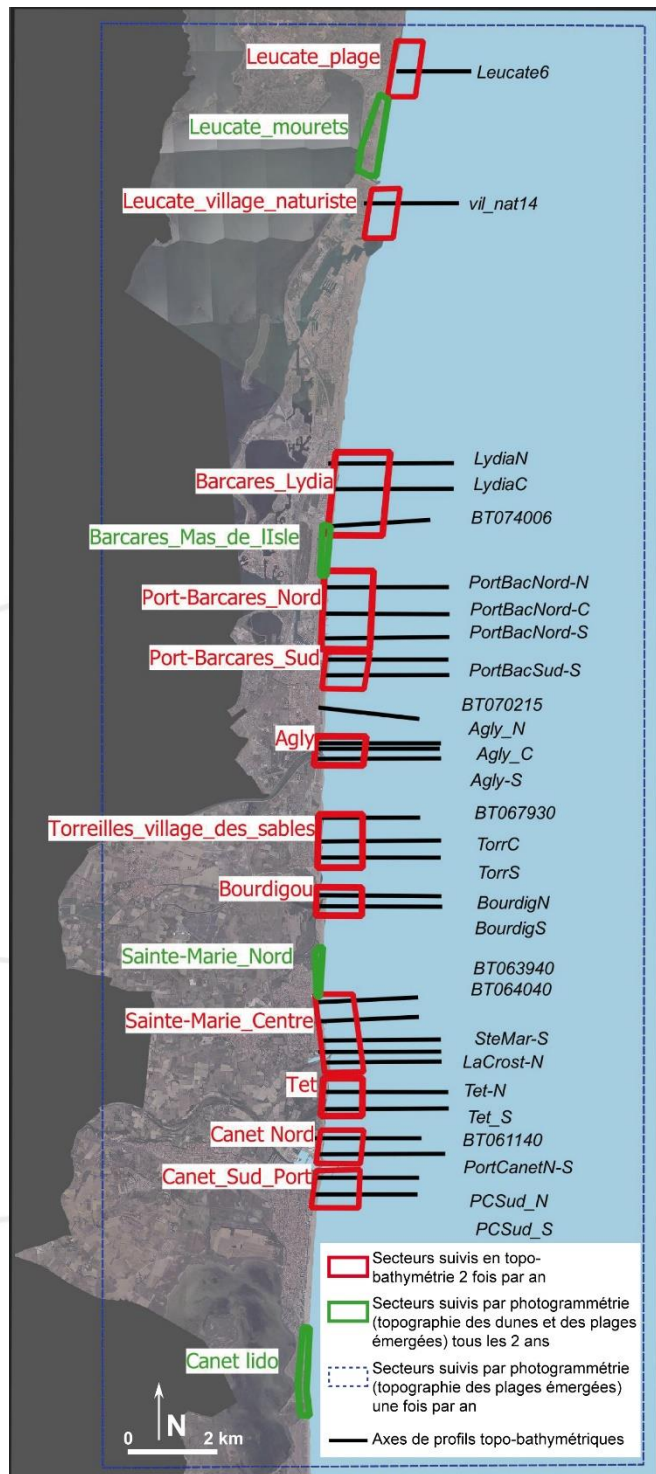 Leucate_plage
Leucate6
Leucate_mourets
Leucate_village_naturiste
vil_nat14
LydiaN
Barcares_Lydia
LydiaC
BT074006
Barcares_Mas_de_lIsle
Port-Barcares_Nord
PortBacNord-N
PortBacNord-C
PortBacNord-S
Port-Barcares_Sud
PortBacSud-S
BT070215
Agly_N
Agly
Agly_C
Agly-S
BT067930
Torreilles_village_des_sables
TorrC
TorrS
Bourdigou
BourdigN
BourdigS
Sainte-Marie_Nord
BT063940
BT064040
Sainte-Marie_Centre
SteMar-S
LaCrost-N
Tet
Tet-N
Tet_S
Canet Nord
BT061140
PortCanetN-S
Canet_Sud_Port
PCSud_N
PCSud_S
Secteurs suivis en topo-
bathymétrie 2 fois par an
Secteurs suivis par photogrammétrie
(topographie des dunes et des plages
émergées) tous les 2 ans
Secteurs suivis par photogrammétrie
(topographie des plages émergées)
une fois par an
Axes de profils topo-bathymétriques
Canet lido
N
0 2 km